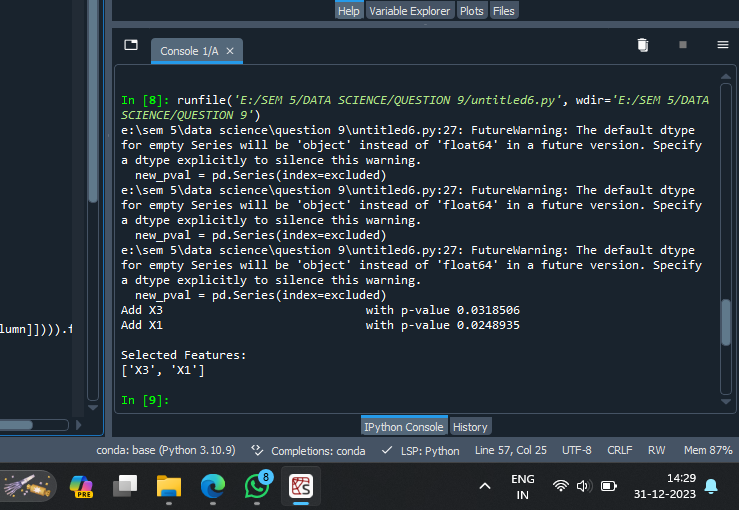 Help Variable Explorer Plots Files
Console 1/A ×
In [8]: runfile('E:/SEM 5/DATA SCIENCE/QUESTION 9/untitled6.py', wdir='E:/SEM 5/DATA
SCIENCE/QUESTION 9')
e:\sem 5\data science\question 9\untitled6.py:27: FutureWarning: The default dtype
for empty Series will be 'object' instead of 'float64' in a future version. Specify
a dtype explicitly to silence this warning.
  new_pval = pd.Series(index=excluded)
e:\sem 5\data science\question 9\untitled6.py:27: FutureWarning: The default dtype
for empty Series will be 'object' instead of 'float64' in a future version. Specify
a dtype explicitly to silence this warning.
  new_pval = pd.Series(index=excluded)
e:\sem 5\data science\question 9\untitled6.py:27: FutureWarning: The default dtype
for empty Series will be 'object' instead of 'float64' in a future version. Specify
a dtype explicitly to silence this warning.
  new_pval = pd.Series(index=excluded)
Add X3                             with p-value 0.0318506
lumn]]))).f
Add X1                             with p-value 0.0248935
Selected Features:
['X3', 'X1']
In [9]:
IPython Console History
conda: base (Python 3.10.9) Completions: conda LSP: Python Line 57, Col 25 UTF-8 CRLF RW Mem 87%
PRE
8
ENG
IN
14:29
31-12-2023